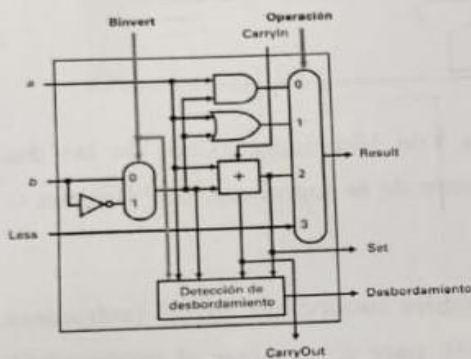 Binvert
Operación
CarryIn
a
0
1
b
0
1
+
2
Result
Less
3
Set
Detección de
desbordamiento
Desbordamiento
CarryOut